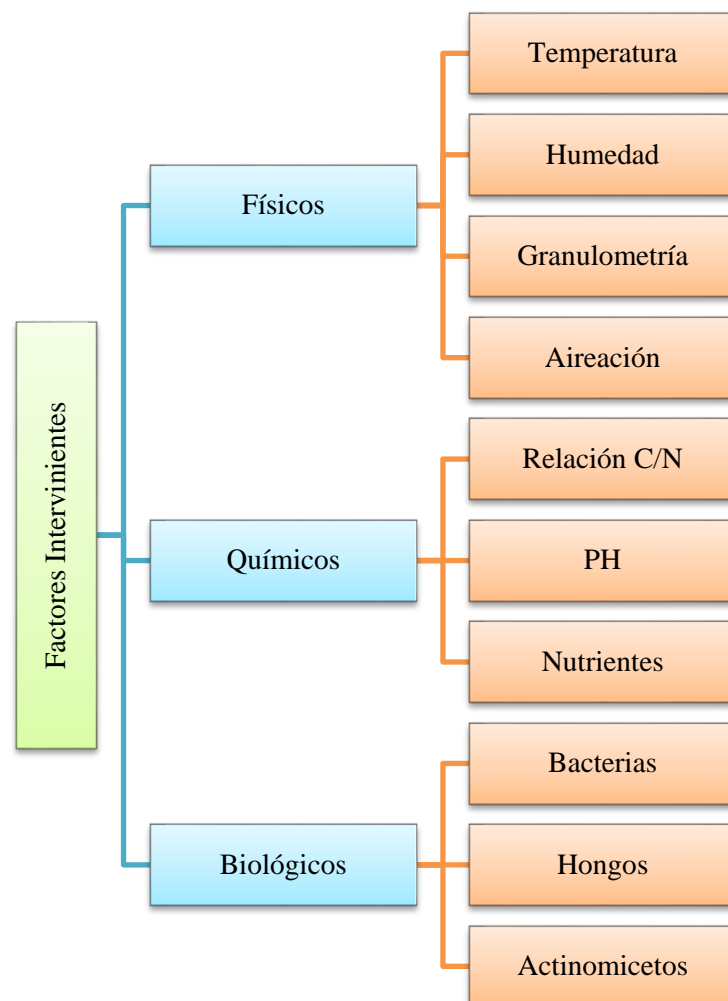 Factores Intervinientes
Físicos
Temperatura
Humedad
Granulometría
Aireación
Químicos
Relación C/N
PH
Nutrientes
Biológicos
Bacterias
Hongos
Actinomicetos